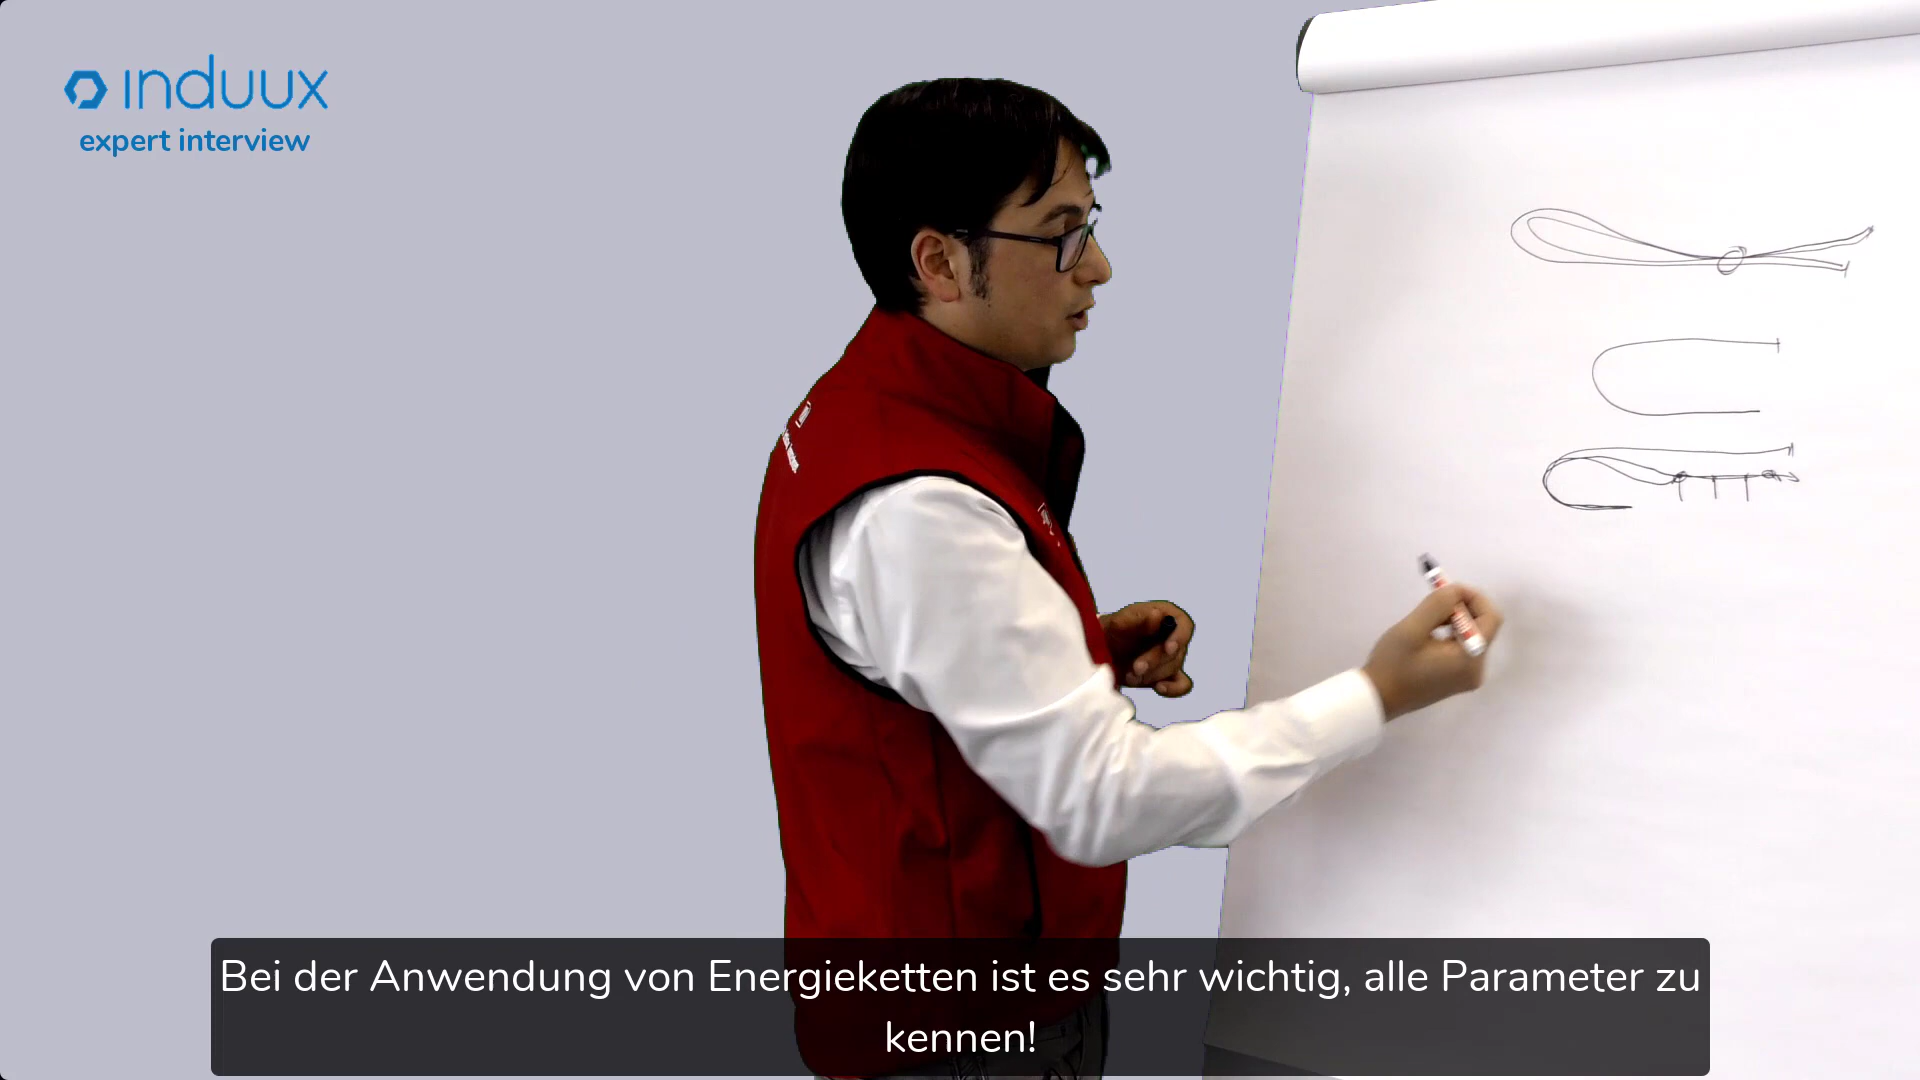 induux
expert interview
Bei der Anwendung von Energieketten ist es sehr wichtig, alle Parameter zu
kennen!